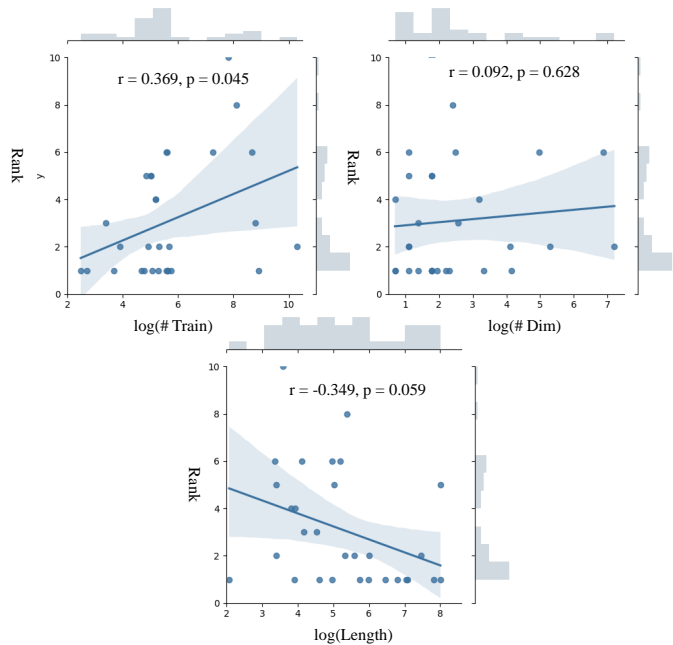 r = 0.369, p = 0.045
Rank
y
10
8
6
4
2
0
2 4 6 8 10
log(# Train)
r = 0.092, p = 0.628
Rank
10
8
6
4
2
0
1 2 3 4 5 6 7
log(# Dim)
r = -0.349, p = 0.059
Rank
10
8
6
4
2
0
2 3 4 5 6 7 8
log(Length)